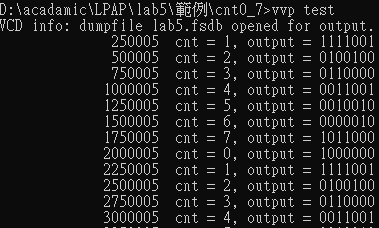 D:\acadamic\LPAP\lab5\範例\cnt0_7>vvp test
VCD info: dumpfile lab5.fsdb opened for output.
250005 cnt = 1, output = 1111001
500005 cnt = 2, output = 0100100
750005 cnt = 3, output = 0110000
1000005 cnt = 4, output = 0011001
1250005 cnt = 5, output = 0010010
1500005 cnt = 6, output = 0000010
1750005 cnt = 7, output = 1011000
2000005 cnt = 0, output = 1000000
2250005 cnt = 1, output = 1111001
2500005 cnt = 2, output = 0100100
2750005 cnt = 3, output = 0110000
3000005 cnt = 4, output = 0011001